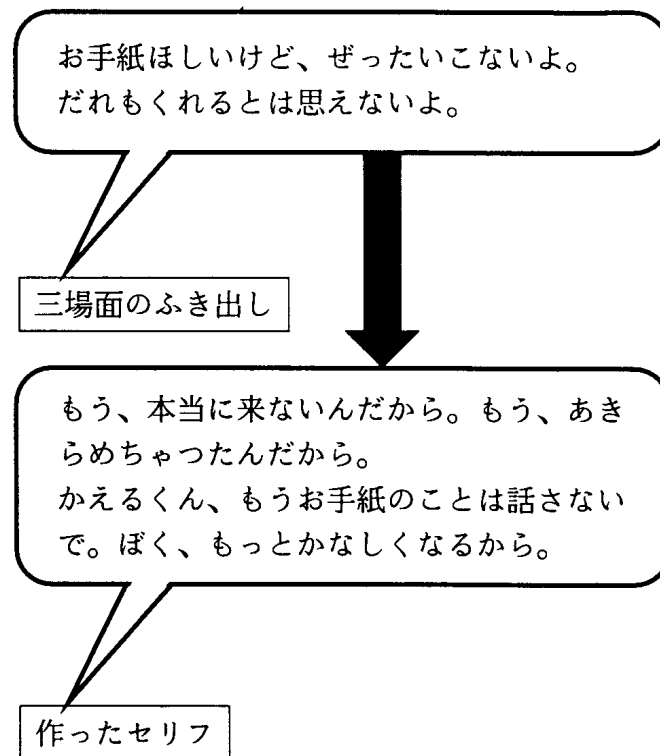 お手紙ほしいけど、ぜったいこないよ。
だれもくれるとは思えないよ。
三場面のふき出し
もう、本当に来ないんだから。もう、あき
らめちゃつたんだから。
かえるくん、もうお手紙のことは話さない
で。ぼく、もっとかなしくなるから。
作ったセリフ